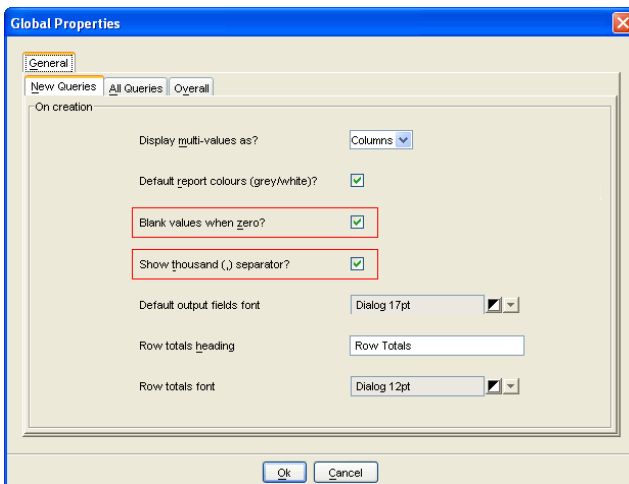 Global Properties
General
New Queries All Queries Overall
On creation
Display multi-values as? Columns
Default report colours (grey/white)?
Blank values when zero?
Show thousand (,) separator?
Default output fields font Dialog 17pt
Row totals heading Row Totals
Row totals font Dialog 12pt
Ok Cancel